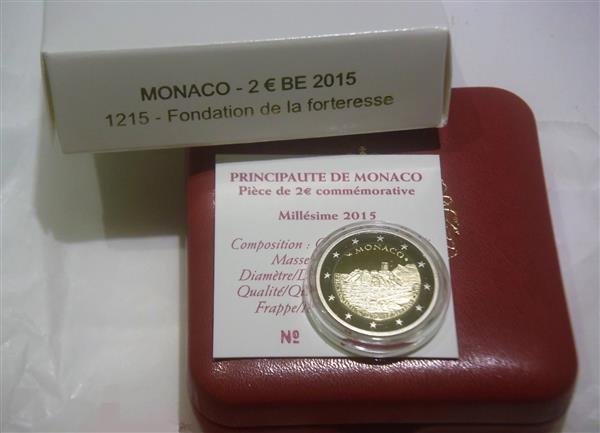 MONACO - 2 € BE 2015
1215 - Fondation de la forteresse
PRINCIPAUTE DE MONACO
Pièce de 2€ commémorative
Millésime 2015
Composition :
Masse
Diamètre/D
Qualité/Qu
Frappe/
Nº
MONACO